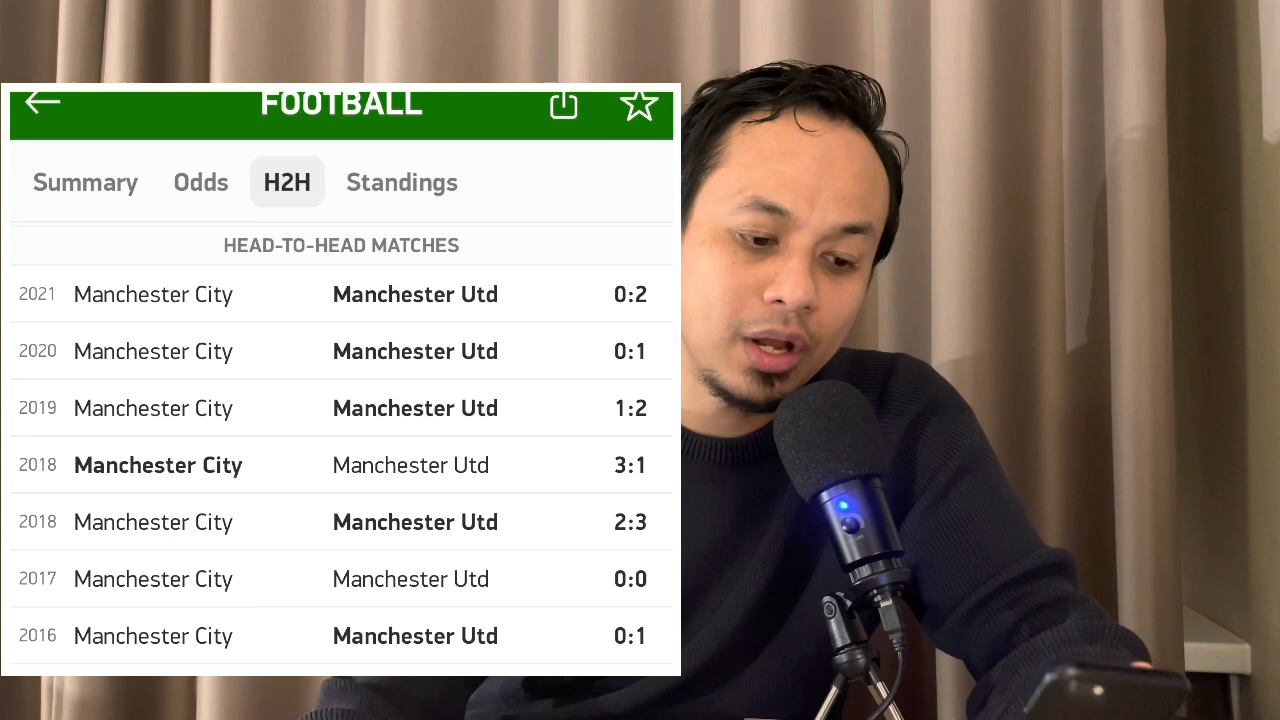 FOOTBALL
Summary Odds H2H Standings
HEAD-TO-HEAD MATCHES
2021 Manchester City Manchester Utd 0:2
2020 Manchester City Manchester Utd 0:1
2019 Manchester City Manchester Utd 1:2
2018 Manchester City Manchester Utd 3:1
2018 Manchester City Manchester Utd 2:3
2017 Manchester City Manchester Utd 0:0
2016 Manchester City Manchester Utd 0:1